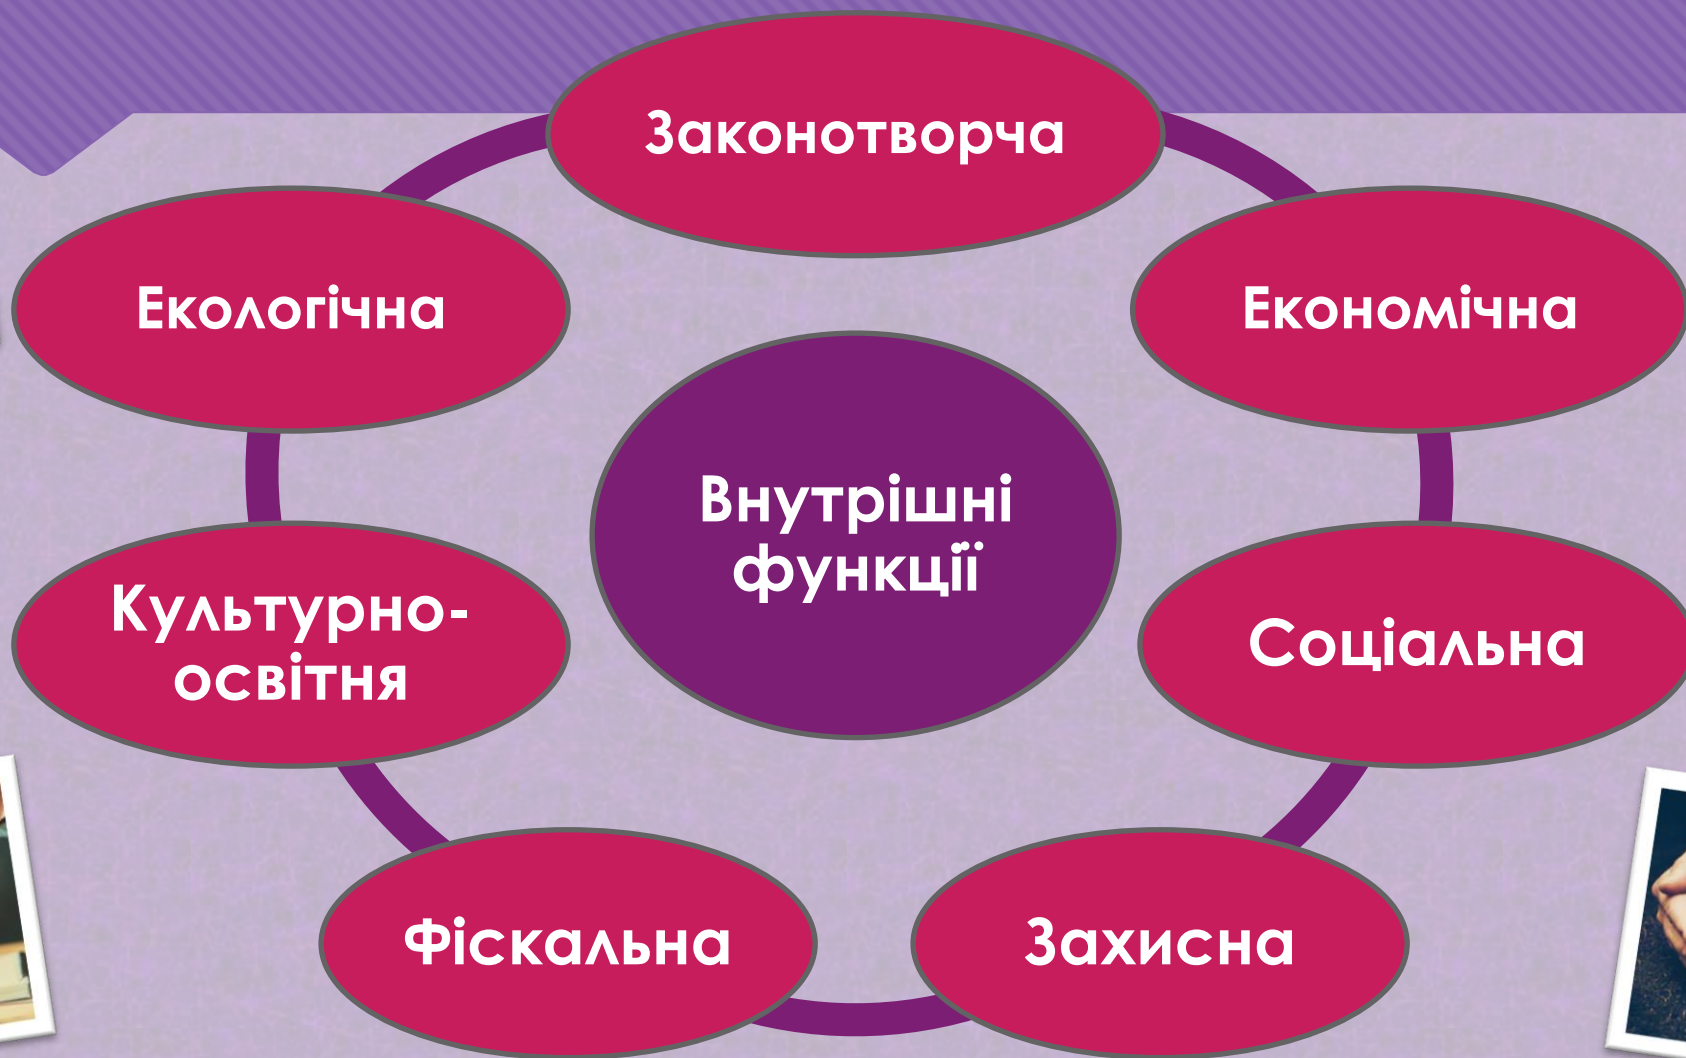 Законотворча
Екологічна
Економічна
Внутрішні
функції
Культурно-
освітня
Соціальна
Фіскальна
Захисна